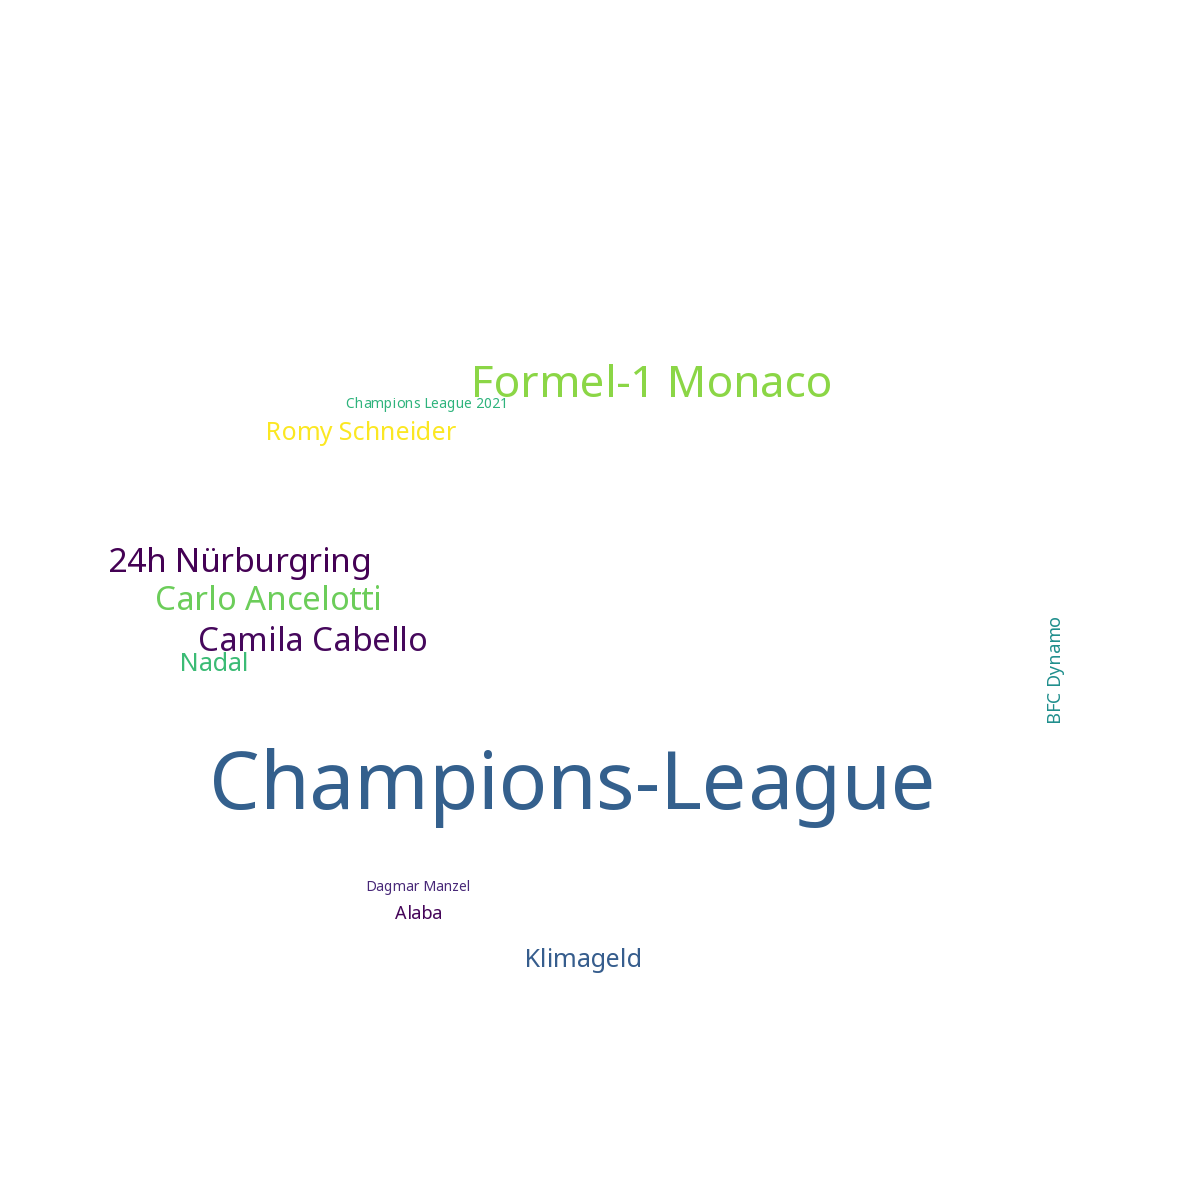 Formel-1 Monaco
Champions League 2021
Romy Schneider
24h Nürburgring
Carlo Ancelotti
Camila Cabello
Nadal
BFC Dynamo
Champions-League
Dagmar Manzel
Alaba
Klimageld